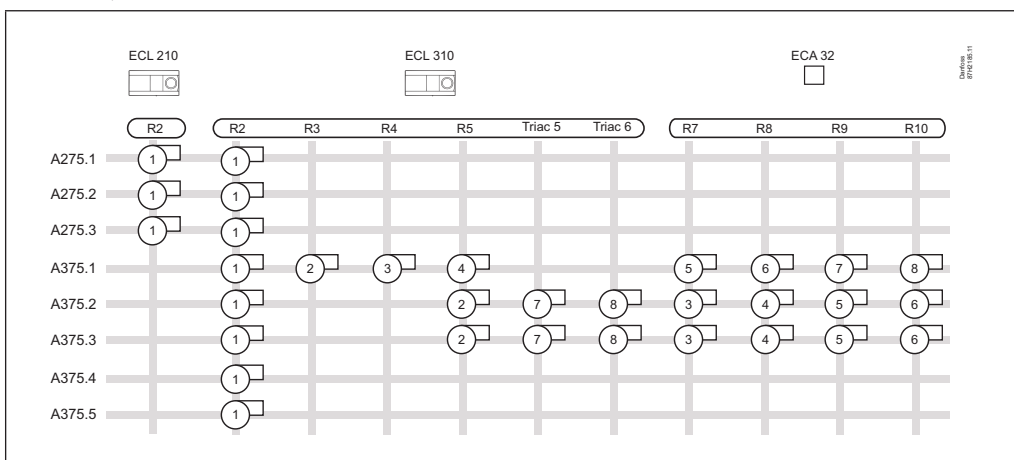 ECL 210 ECL 310 ECA 32
Danfoss
87H2185.11
R2 R2 R3 R4 R5 Triac 5 Triac 6 R7 R8 R9 R10
A275.1 1 1
A275.2 1 1
A275.3 1 1
A375.1 1 2 3 4 5 6 7 8
A375.2 1 2 7 8 3 4 5 6
A375.3 1 2 7 8 3 4 5 6
A375.4 1
A375.5 1